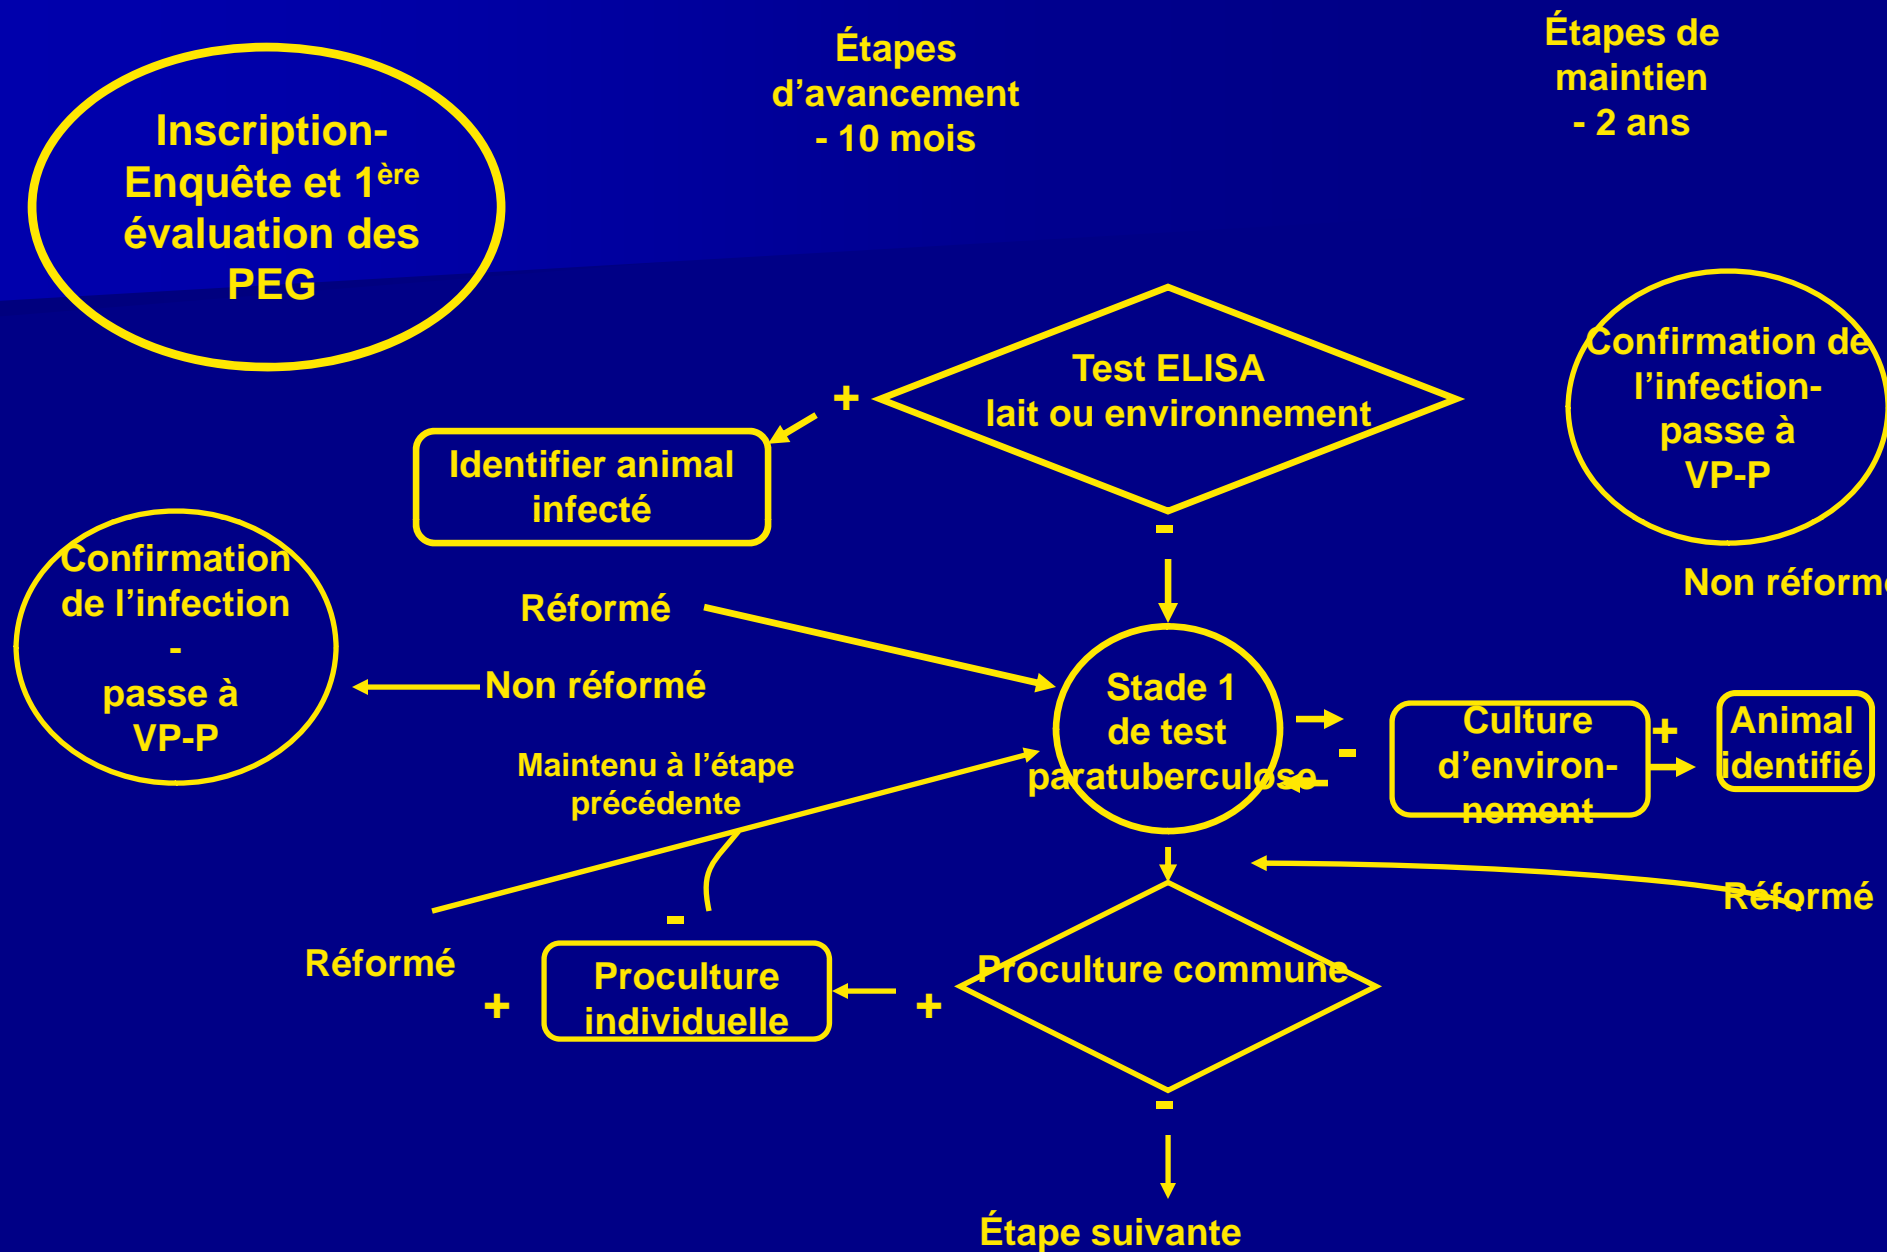 Étapes
d’avancement
- 10 mois
Étapes de
maintien
- 2 ans
Inscription-
Enquête et 1ère
évaluation des
PEG
Test ELISA
lait ou environnement
+
-
Confirmation de
l’infection-
passe à
VP-P
Identifier animal
infecté
Confirmation
de l’infection
-
passe à
VP-P
Réformé
Non réformé
Non réformé
Stade 1
de test
paratuberculose
-
Culture
d’environ-
nement
+
Animal
identifié
Maintenu à l’étape
précédente
Réformé
-
Réformé
+
Proculture
individuelle
+
Proculture commune
-
Étape suivante